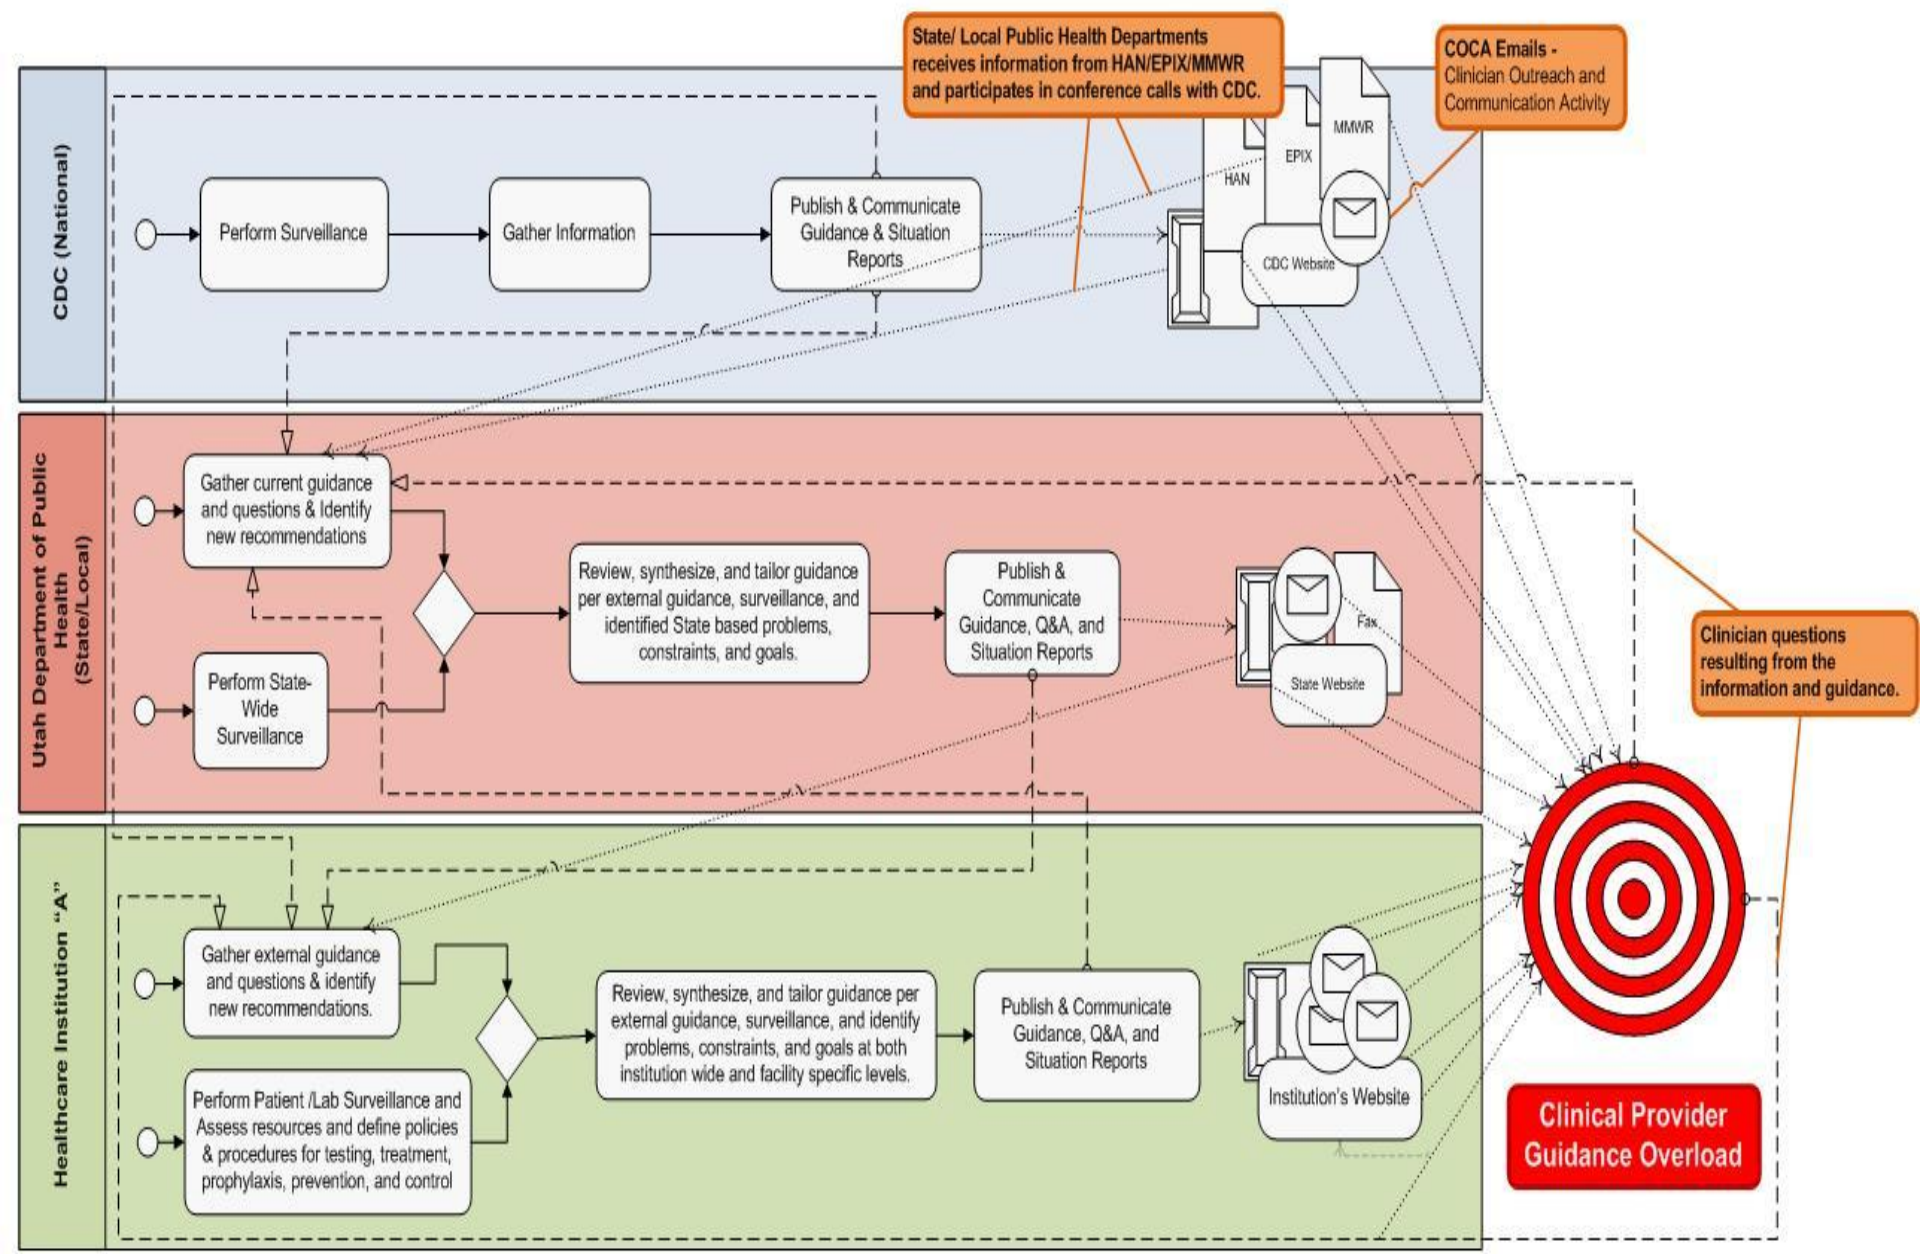 State/ Local Public Health Departments
receives information from HAN/EPIX/MMWR
and participates in conference calls with CDC.
COCA Emails -
Clinician Outreach and
Communication Activity
CDC (National)
Perform Surveillance
Gather Information
Publish & Communicate
Guidance & Situation
Reports
HAN
EPIX
MMWR
CDC Website
Utah Department of Public
Health
(State/Local)
Gather current guidance
and questions & Identify
new recommendations
Perform State-
Wide
Surveillance
Review, synthesize, and tailor guidance
per external guidance, surveillance, and
identified State based problems,
constraints, and goals.
Publish &
Communicate
Guidance, Q&A, and
Situation Reports
Fax
State Website
Clinician questions
resulting from the
information and guidance.
Healthcare Institution “A”
Gather external guidance
and questions & identify
new recommendations.
Perform Patient /Lab Surveillance and
Assess resources and define policies
& procedures for testing, treatment,
prophylaxis, prevention, and control
Review, synthesize, and tailor guidance per
external guidance, surveillance, and identify
problems, constraints, and goals at both
institution wide and facility specific levels.
Publish & Communicate
Guidance, Q&A, and
Situation Reports
Institution's Website
Clinical Provider
Guidance Overload